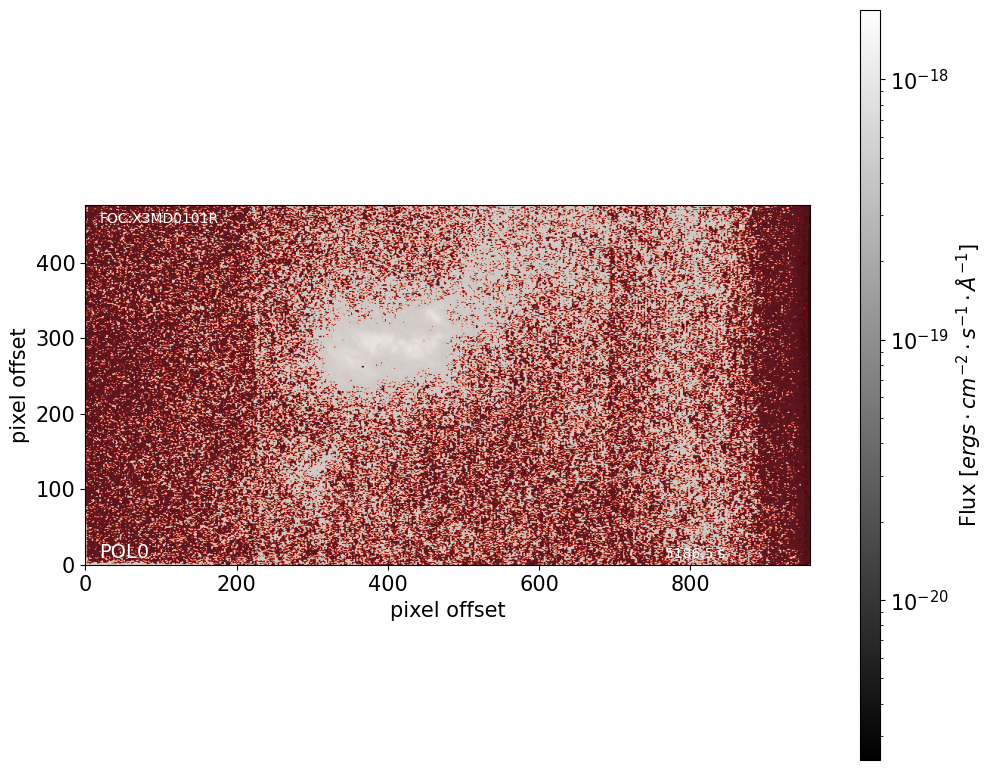 FOC:X3MD0101R
POL0
400
300
200
100
0
0
200
400
600
800
pixel offset
pixel offset
10⁻¹⁸
10⁻¹⁹
10⁻²⁰
Flux [ergs · cm⁻² · s⁻¹ · Å⁻¹]